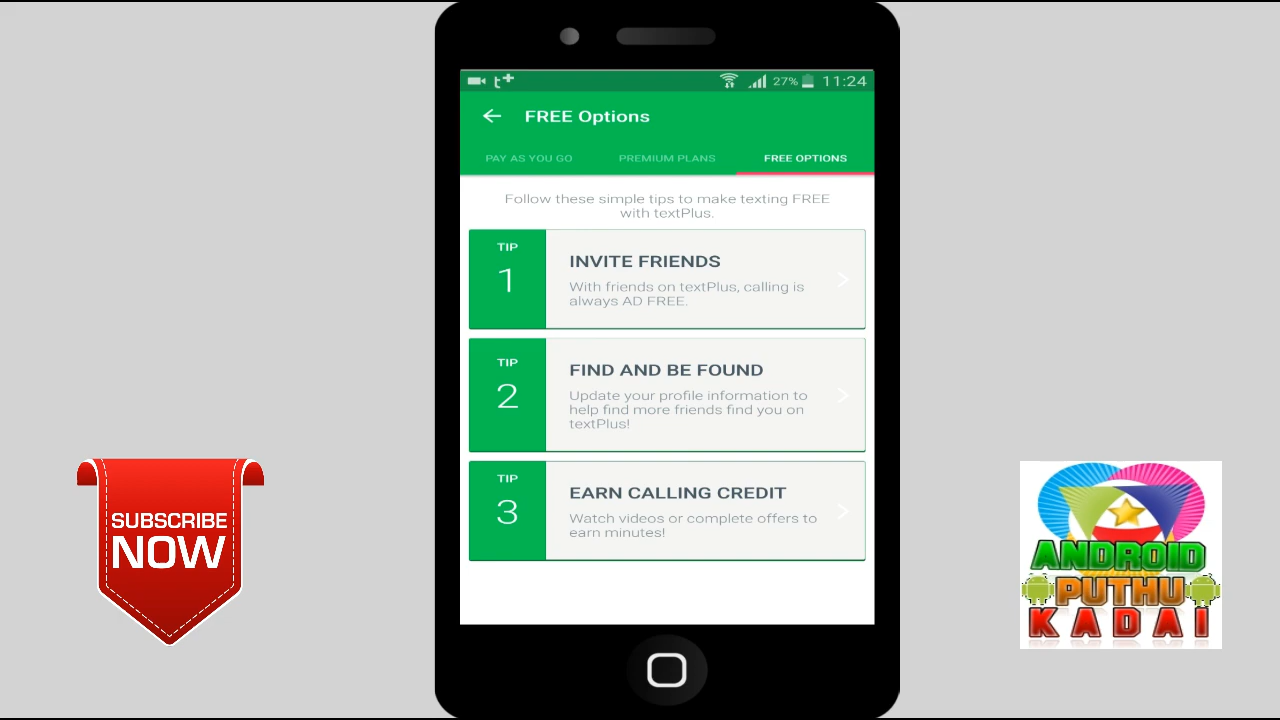 t+ 27% 11:24
FREE Options
PAY AS YOU GO PREMIUM PLANS FREE OPTIONS
Follow these simple tips to make texting FREE
with textPlus.
TIP
1
INVITE FRIENDS
With friends on textPlus, calling is
always AD FREE.
TIP
2
FIND AND BE FOUND
Update your profile information to
help find more friends find you on
textPlus!
TIP
3
EARN CALLING CREDIT
Watch videos or complete offers to
earn minutes!
SUBSCRIBE
NOW
ANDROID
PUTHU
KADAI